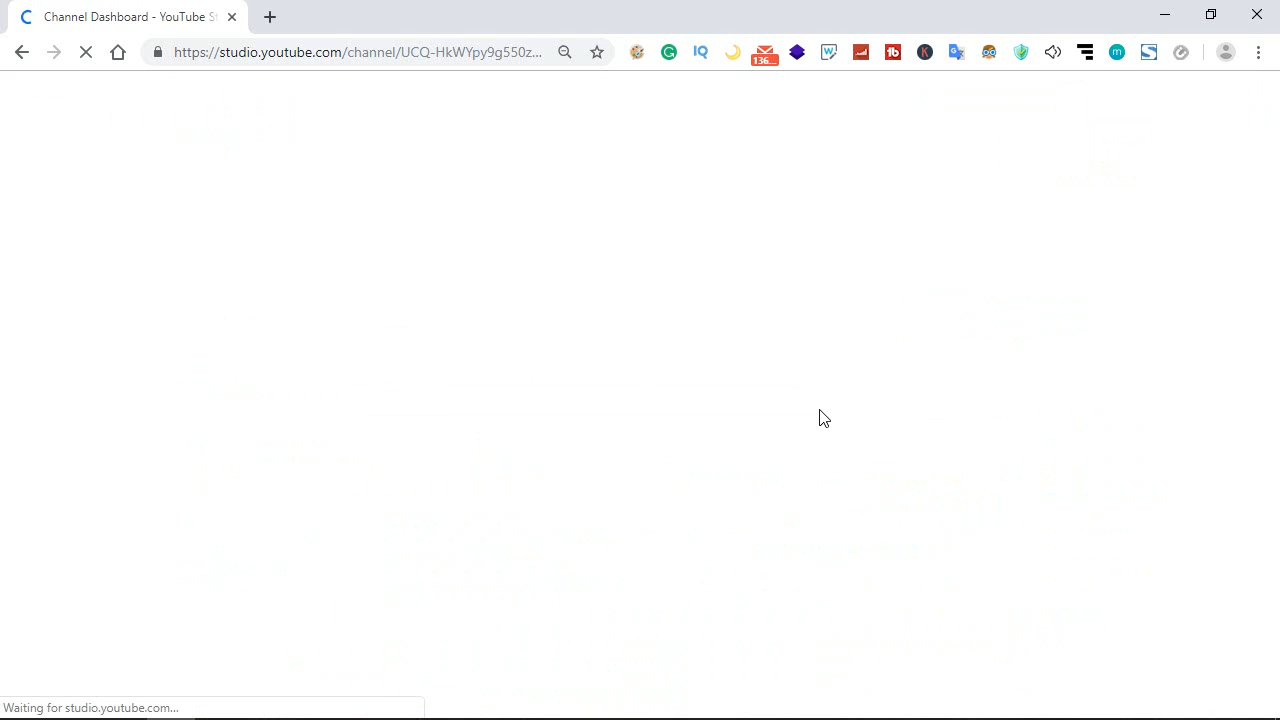 Channel Dashboard - YouTube St
https://studio.youtube.com/channel/UCQ-HkWYpy9g550z...
136...
Waiting for studio.youtube.com...